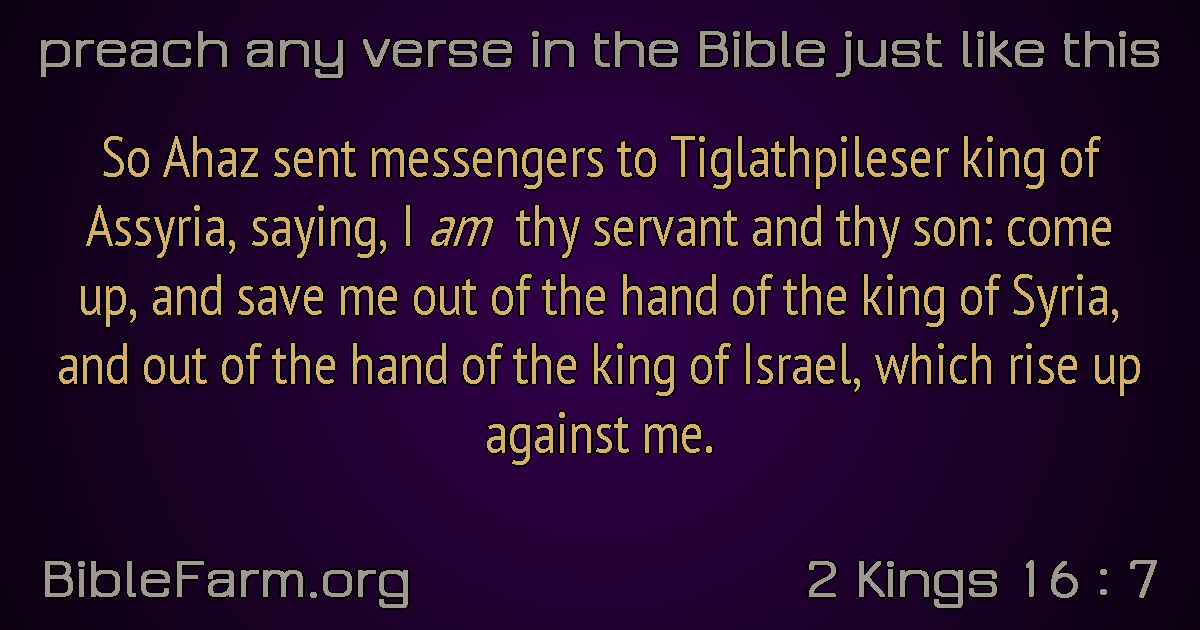 preach any verse in the Bible just like this
So Ahaz sent messengers to Tiglathpileser king of
Assyria, saying, I am thy servant and thy son: come
up, and save me out of the hand of the king of Syria,
and out of the hand of the king of Israel, which rise up
against me.
BibleFarm.org
2 Kings 16 : 7